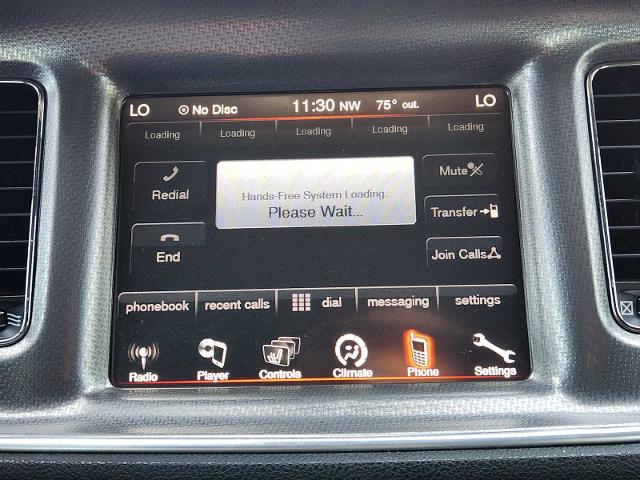 LO No Disc 11:30 NW 75° out. LO
Loading Loading Loading Loading Loading
Redial
Hands-Free System Loading.
Please Wait...
Mute
Transfer
End
Join Calls
phonebook recent calls dial messaging settings
Radio Player Controls Climate Phone Settings